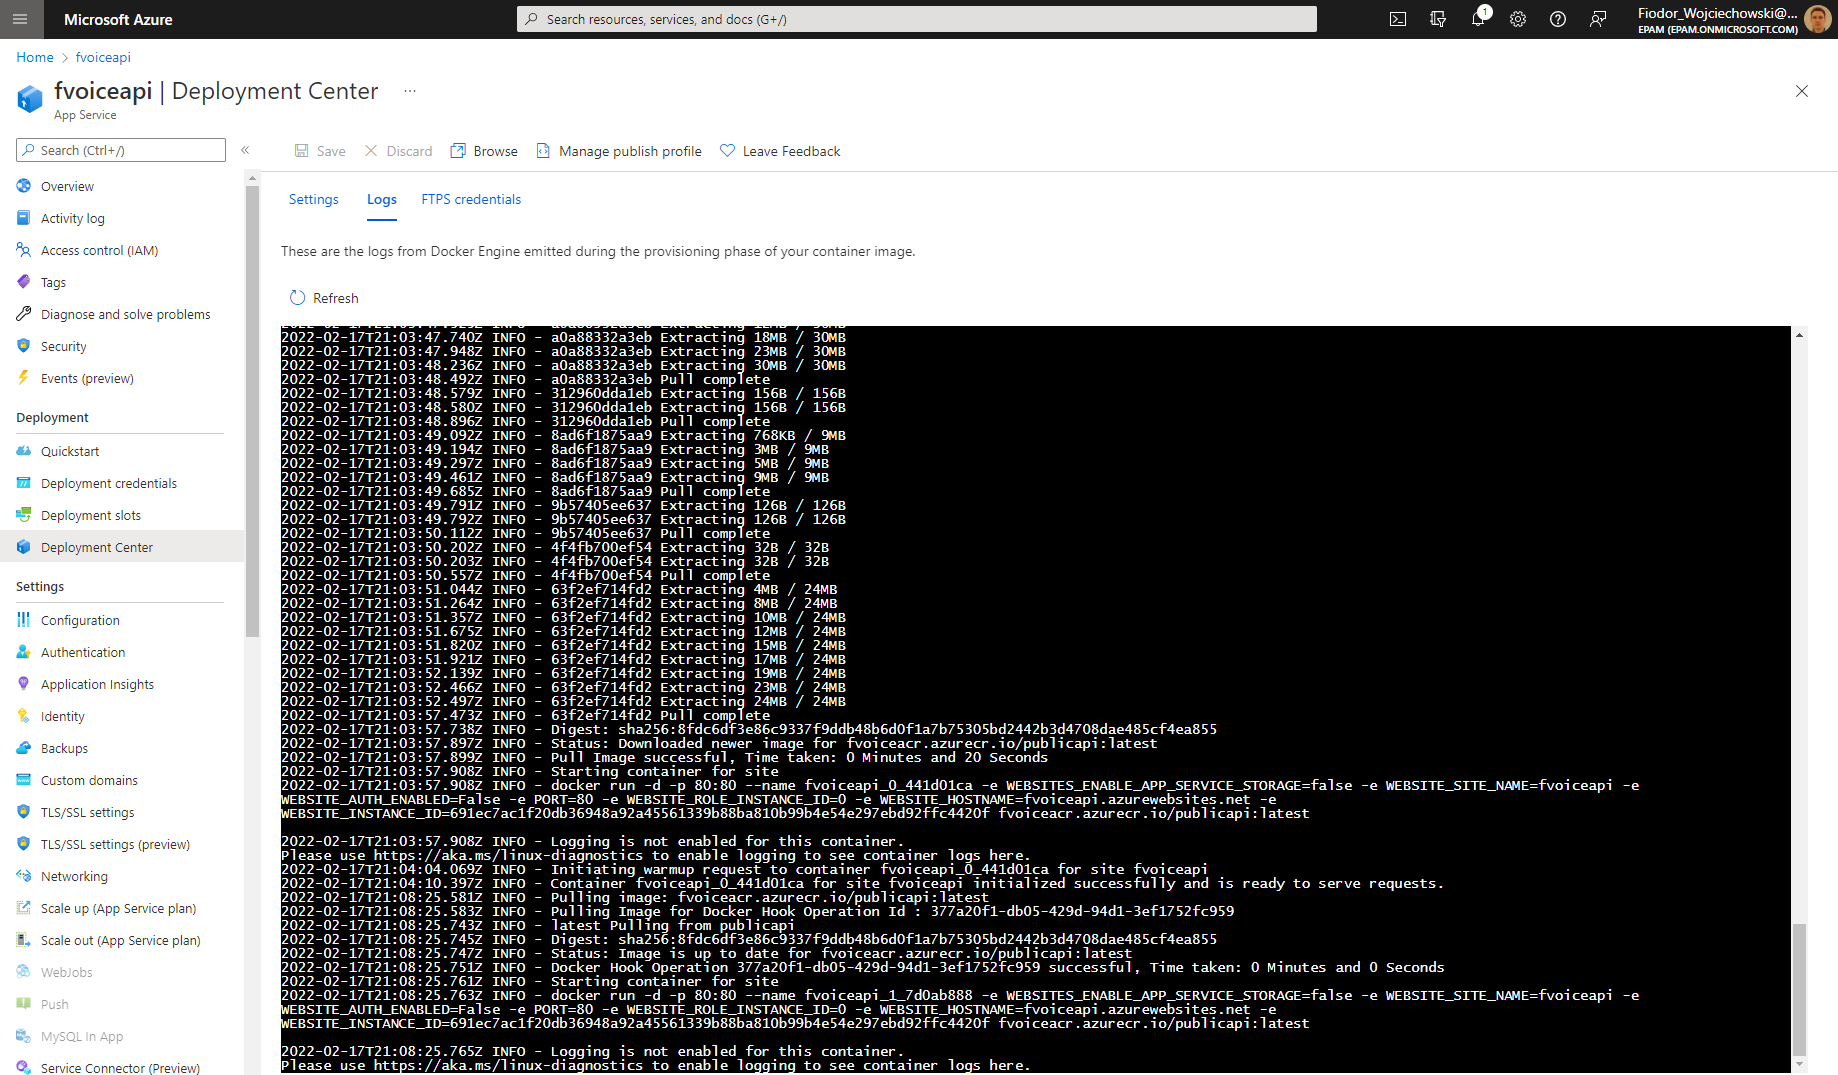 Microsoft Azure
Search resources, services, and docs (G+/)
1
Fiodor_Wojciechowski@...
EPAM (EPAM.ONMICROSOFT.COM)
Home > fvoiceapi
fvoiceapi | Deployment Center ...
App Service
Search (Ctrl+/)
«
Save
Discard
Browse
Manage publish profile
Leave Feedback
Overview
Activity log
Access control (IAM)
Tags
Diagnose and solve problems
Security
Events (preview)
Deployment
Quickstart
Deployment credentials
Deployment slots
Deployment Center
Settings
Configuration
Authentication
Application Insights
Identity
Backups
Custom domains
TLS/SSL settings
TLS/SSL settings (preview)
Networking
Scale up (App Service plan)
Scale out (App Service plan)
WebJobs
Push
MySQL In App
Service Connector (Preview)
Settings
Logs
FTPS credentials
These are the logs from Docker Engine emitted during the provisioning phase of your container image.
Refresh
2022-02-17T21:03:47.740Z INFO - a0a88332a3eb Extracting 18MB / 30MB
2022-02-17T21:03:47.948Z INFO - a0a88332a3eb Extracting 23MB / 30MB
2022-02-17T21:03:48.236Z INFO - a0a88332a3eb Extracting 30MB / 30MB
2022-02-17T21:03:48.492Z INFO - a0a88332a3eb Pull complete
2022-02-17T21:03:48.579Z INFO - 312960dda1eb Extracting 156B / 156B
2022-02-17T21:03:48.580Z INFO - 312960dda1eb Extracting 156B / 156B
2022-02-17T21:03:48.896Z INFO - 312960dda1eb Pull complete
2022-02-17T21:03:49.092Z INFO - 8ad6f1875aa9 Extracting 768KB / 9MB
2022-02-17T21:03:49.194Z INFO - 8ad6f1875aa9 Extracting 3MB / 9MB
2022-02-17T21:03:49.297Z INFO - 8ad6f1875aa9 Extracting 5MB / 9MB
2022-02-17T21:03:49.461Z INFO - 8ad6f1875aa9 Extracting 9MB / 9MB
2022-02-17T21:03:49.685Z INFO - 8ad6f1875aa9 Pull complete
2022-02-17T21:03:49.791Z INFO - 9b57405ee637 Extracting 126B / 126B
2022-02-17T21:03:49.792Z INFO - 9b57405ee637 Extracting 126B / 126B
2022-02-17T21:03:50.112Z INFO - 9b57405ee637 Pull complete
2022-02-17T21:03:50.202Z INFO - 4f4fb700ef54 Extracting 32B / 32B
2022-02-17T21:03:50.203Z INFO - 4f4fb700ef54 Extracting 32B / 32B
2022-02-17T21:03:50.557Z INFO - 4f4fb700ef54 Pull complete
2022-02-17T21:03:51.044Z INFO - 63f2ef714fd2 Extracting 4MB / 24MB
2022-02-17T21:03:51.264Z INFO - 63f2ef714fd2 Extracting 8MB / 24MB
2022-02-17T21:03:51.357Z INFO - 63f2ef714fd2 Extracting 10MB / 24MB
2022-02-17T21:03:51.675Z INFO - 63f2ef714fd2 Extracting 12MB / 24MB
2022-02-17T21:03:51.820Z INFO - 63f2ef714fd2 Extracting 15MB / 24MB
2022-02-17T21:03:51.921Z INFO - 63f2ef714fd2 Extracting 17MB / 24MB
2022-02-17T21:03:52.139Z INFO - 63f2ef714fd2 Extracting 19MB / 24MB
2022-02-17T21:03:52.466Z INFO - 63f2ef714fd2 Extracting 23MB / 24MB
2022-02-17T21:03:52.497Z INFO - 63f2ef714fd2 Extracting 24MB / 24MB
2022-02-17T21:03:57.473Z INFO - 63f2ef714fd2 Pull complete
2022-02-17T21:03:57.738Z INFO - Digest: sha256:8fdc6df3e86c9337f9ddb48b6d0f1a7b75305bd2442b3d4708dae485cf4ea855
2022-02-17T21:03:57.897Z INFO - Status: Downloaded newer image for fvoiceacr.azurecr.io/publicapi:latest
2022-02-17T21:03:57.899Z INFO - Pull Image successful, Time taken: 0 Minutes and 20 Seconds
2022-02-17T21:03:57.908Z INFO - Starting container for site
2022-02-17T21:03:57.908Z INFO - docker run -d -p 80:80 --name fvoiceapi_0_441d01ca -e WEBSITES_ENABLE_APP_SERVICE_STORAGE=false -e WEBSITE_SITE_NAME=fvoiceapi -e
WEBSITE_AUTH_ENABLED=False -e PORT=80 -e WEBSITE_ROLE_INSTANCE_ID=0 -e WEBSITE_HOSTNAME=fvoiceapi.azurewebsites.net -e
WEBSITE_INSTANCE_ID=691ec7ac1f20db36948a92a45561339b88ba810b99b4e54e297ebd92ffc4420f fvoiceacr.azurecr.io/publicapi:latest
2022-02-17T21:03:57.908Z INFO - Logging is not enabled for this container.
Please use https://aka.ms/linux-diagnostics to enable logging to see container logs here.
2022-02-17T21:04:04.069Z INFO - Initiating warmup request to container fvoiceapi_0_441d01ca for site fvoiceapi
2022-02-17T21:04:10.397Z INFO - Container fvoiceapi_0_441d01ca for site fvoiceapi initialized successfully and is ready to serve requests.
2022-02-17T21:08:25.581Z INFO - Pulling image: fvoiceacr.azurecr.io/publicapi:latest
2022-02-17T21:08:25.583Z INFO - Pulling Image for Docker Hook Operation Id : 377a20f1-db05-429d-94d1-3ef1752fc959
2022-02-17T21:08:25.743Z INFO - latest Pulling from publicapi
2022-02-17T21:08:25.745Z INFO - Digest: sha256:8fdc6df3e86c9337f9ddb48b6d0f1a7b75305bd2442b3d4708dae485cf4ea855
2022-02-17T21:08:25.747Z INFO - Status: Image is up to date for fvoiceacr.azurecr.io/publicapi:latest
2022-02-17T21:08:25.751Z INFO - Docker Hook Operation 377a20f1-db05-429d-94d1-3ef1752fc959 successful, Time taken: 0 Minutes and 0 Seconds
2022-02-17T21:08:25.761Z INFO - Starting container for site
2022-02-17T21:08:25.763Z INFO - docker run -d -p 80:80 --name fvoiceapi_1_7d0ab888 -e WEBSITES_ENABLE_APP_SERVICE_STORAGE=false -e WEBSITE_SITE_NAME=fvoiceapi -e
WEBSITE_AUTH_ENABLED=False -e PORT=80 -e WEBSITE_ROLE_INSTANCE_ID=0 -e WEBSITE_HOSTNAME=fvoiceapi.azurewebsites.net -e
WEBSITE_INSTANCE_ID=691ec7ac1f20db36948a92a45561339b88ba810b99b4e54e297ebd92ffc4420f fvoiceacr.azurecr.io/publicapi:latest
2022-02-17T21:08:25.765Z INFO - Logging is not enabled for this container.
Please use https://aka.ms/linux-diagnostics to enable logging to see container logs here.